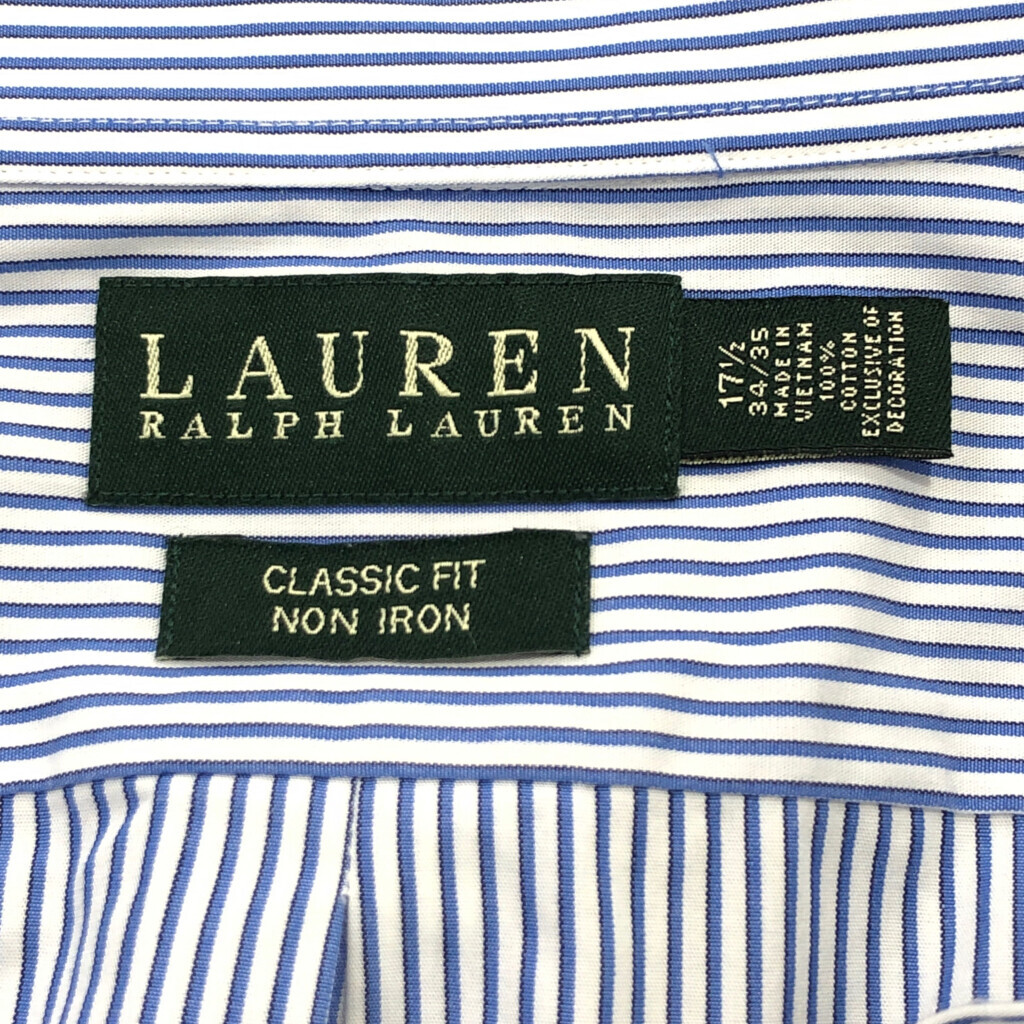 LAUREN
RALPH LAUREN
17½
34/35
MADE IN
VIETNAM
100%
COTTON
EXCLUSIVE OF
DECORATION
CLASSIC FIT
NON IRON